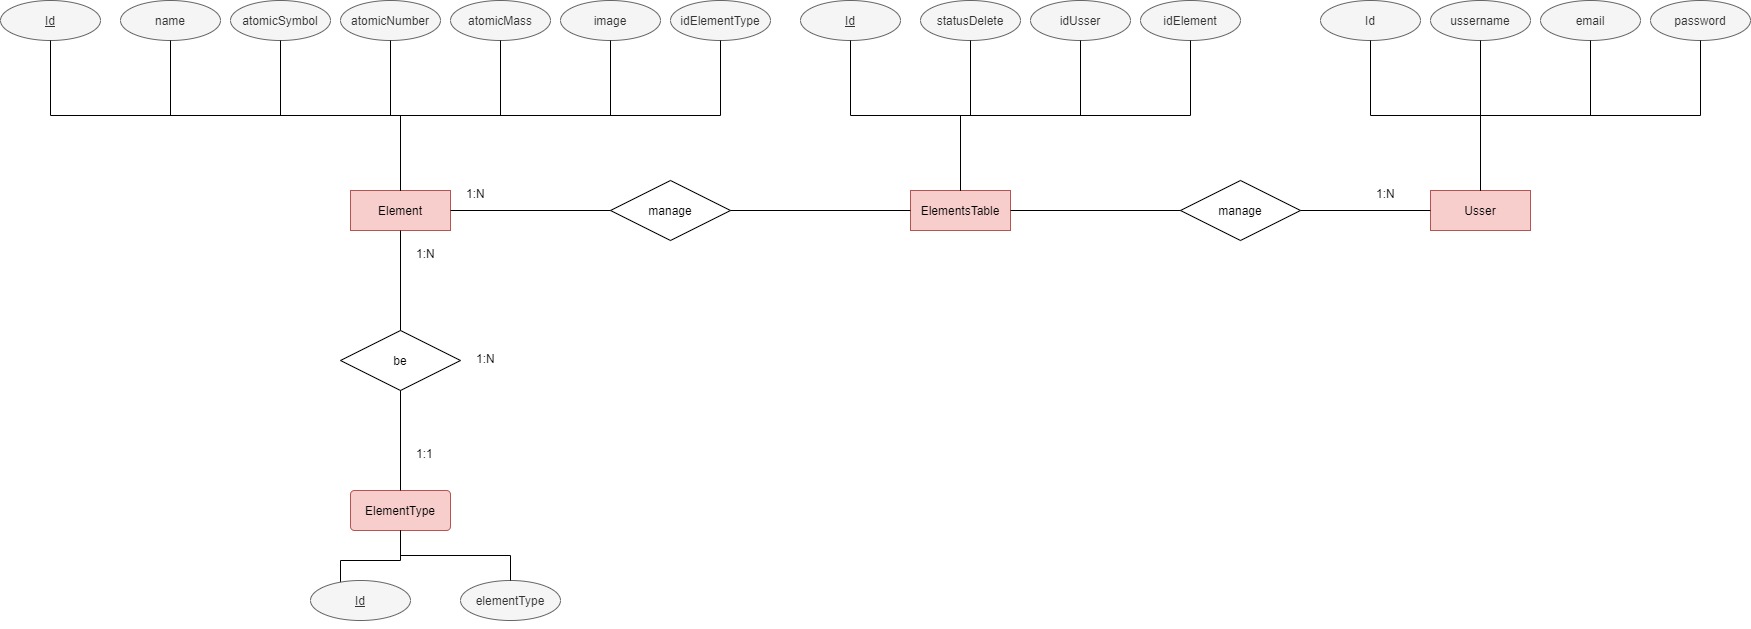 Id
name
atomicSymbol
atomicNumber
atomicMass
image
idElementType
Id
statusDelete
idUsser
idElement
Id
ussername
email
password
Element
1:N
manage
ElementsTable
manage
1:N
Usser
1:N
be
1:N
1:1
ElementType
Id
elementType